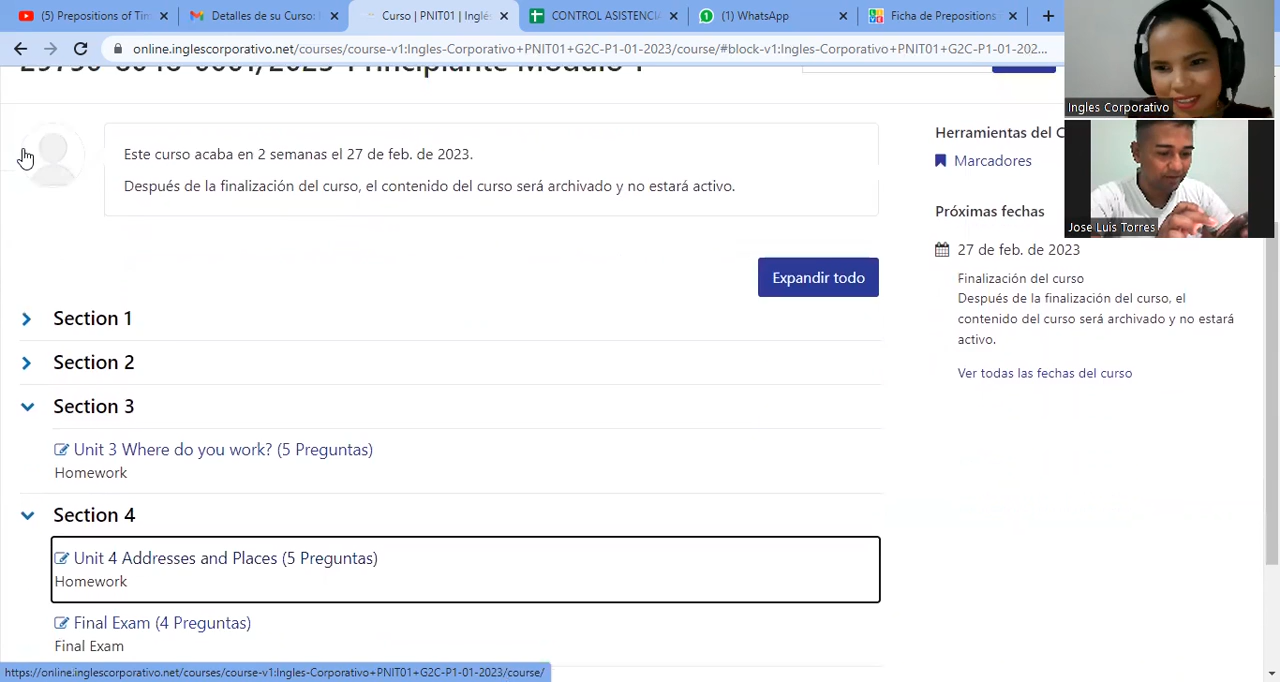 (5) Prepositions of Tim
Detalles de su Curso:
Curso | PNIT01 | Ingles
CONTROL ASISTENCIA
(1) WhatsApp
Ficha de Prepositions
online.inglescorporativo.net/courses/course-v1:Ingles-Corporativo+PNIT01+G2C-P1-01-2023/course/#block-v1:Ingles-Corporativo+PNIT01+G2C-P1-01-202...
Ingles Corporativo
Jose Luis Torres
Este curso acaba en 2 semanas el 27 de feb. de 2023.
Después de la finalización del curso, el contenido del curso será archivado y no estará activo.
Expandir todo
Section 1
Section 2
Section 3
Unit 3 Where do you work? (5 Preguntas)
Homework
Section 4
Unit 4 Addresses and Places (5 Preguntas)
Homework
Final Exam (4 Preguntas)
Final Exam
Herramientas del C
Marcadores
Próximas fechas
27 de feb. de 2023
Finalización del curso
Después de la finalización del curso, el
contenido del curso será archivado y no estará
activo.
Ver todas las fechas del curso
https://online.inglescorporativo.net/courses/course-v1:Ingles-Corporativo+PNIT01+G2C-P1-01-2023/course/